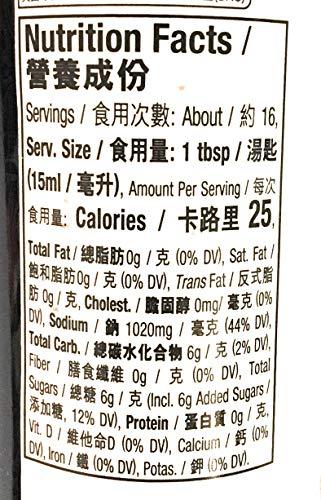 Nutrition Facts /
營養成份
Servings / 食用次數: About / 約 16,
Serv. Size / 食用量: 1 tbsp / 湯匙
(15ml / 毫升), Amount Per Serving / 每次
食用量: Calories / 卡路里 25,
Total Fat / 總脂肪0g / 克 (0% DV), Sat. Fat /
飽和脂肪0g / 克 (0% DV), Trans Fat / 反式脂
肪 0g / 克, Cholest. / 膽固醇 0mg/ 毫克 (0%
DV), Sodium / 鈉 1020mg / 毫克 (44% DV),
Total Carb. / 總碳水化合物 6g / 克 (2% DV),
Fiber / 膳食纖維 0g / 克 (0% DV), Total
Sugars / 總糖 6g / 克 (Incl. 6g Added Sugars /
添加糖, 12% DV), Protein / 蛋白質 0g / 克,
Vit. D / 維他命D (0% DV), Calcium / 鈣 (0%
DV), Iron / 鐵 (0% DV), Potas. / 鉀 (0% DV).